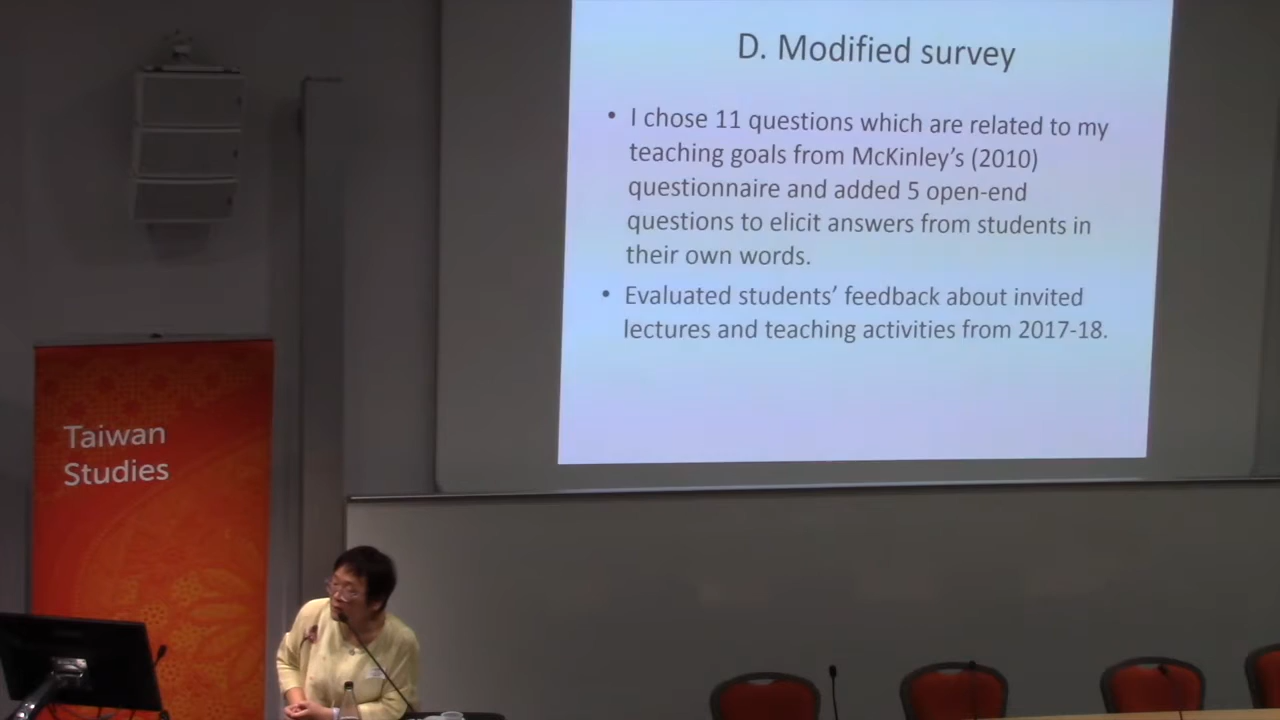 D. Modified survey
• I chose 11 questions which are related to my
teaching goals from McKinley’s (2010)
questionnaire and added 5 open-end
questions to elicit answers from students in
their own words.
• Evaluated students’ feedback about invited
lectures and teaching activities from 2017-18.
Taiwan
Studies